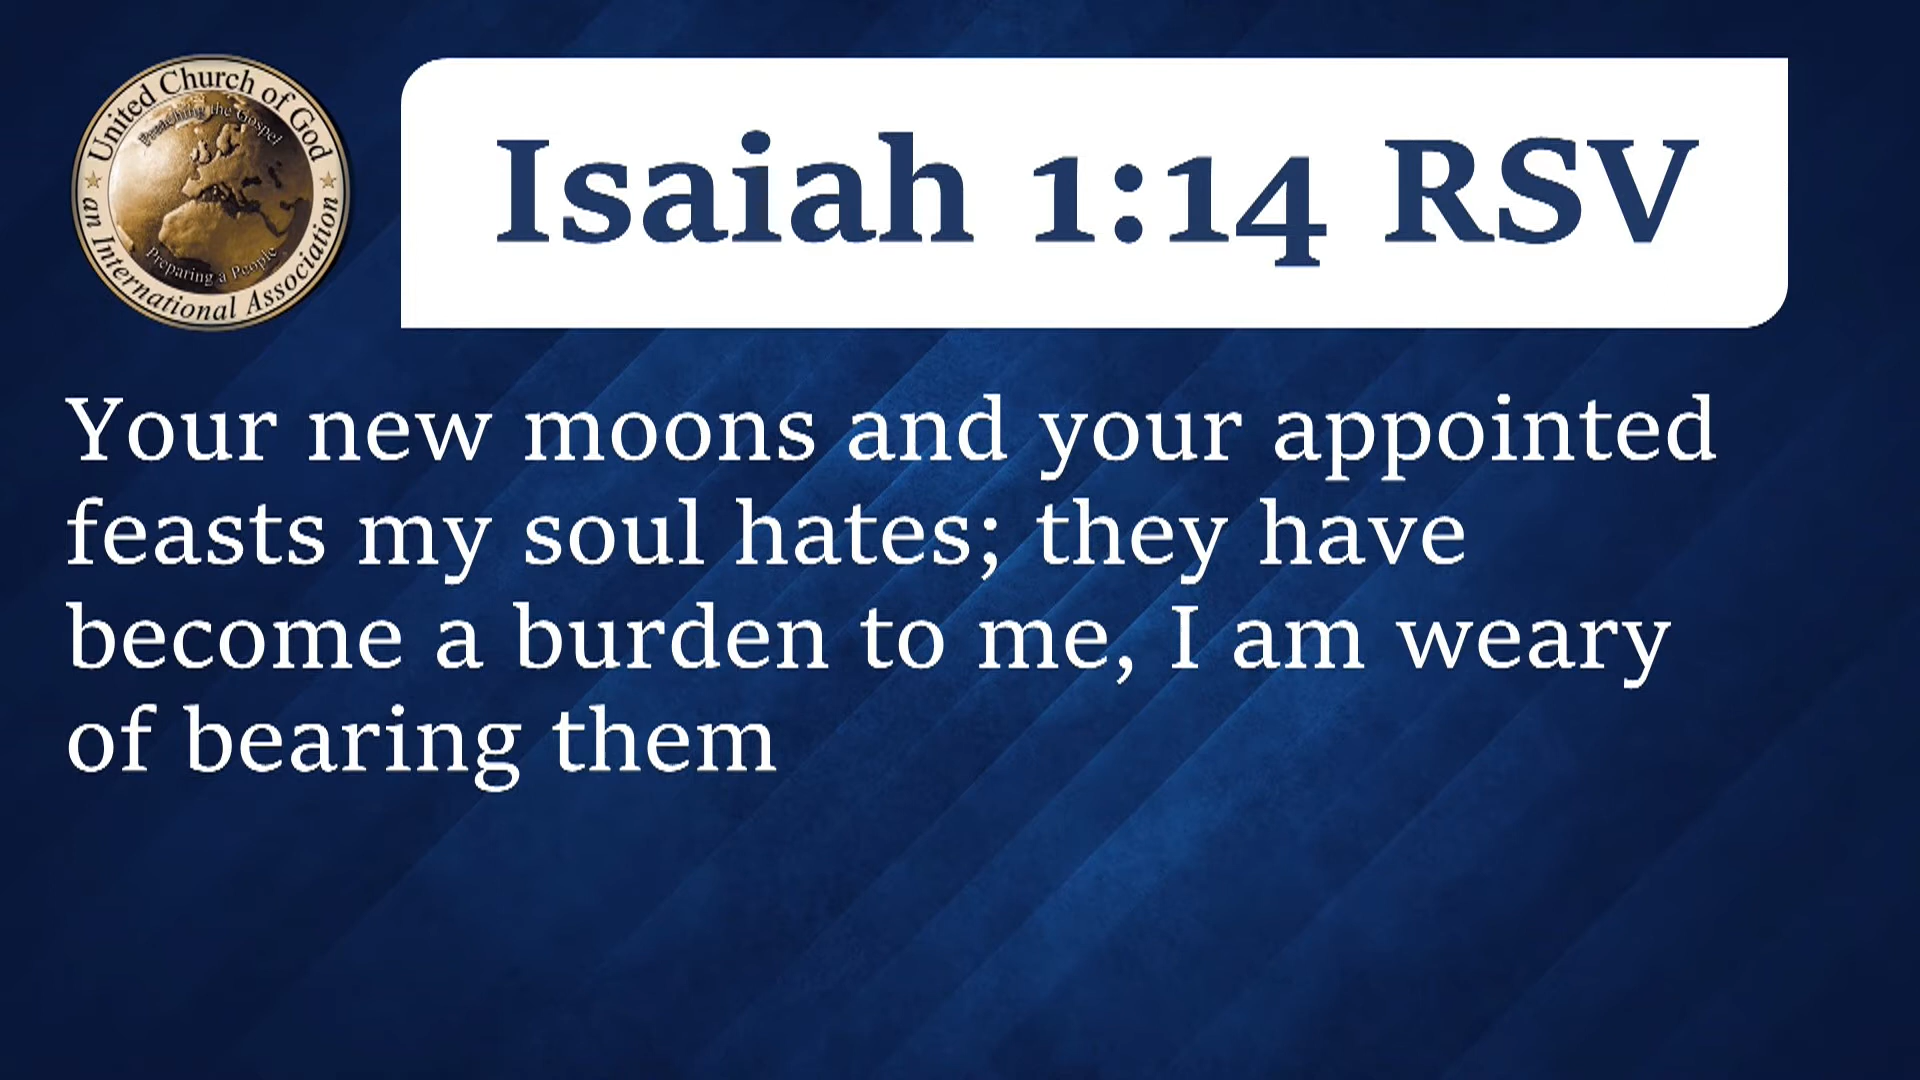 United Church of God
Preaching the Gospel
Preparing a People
an International Association
Isaiah 1:14 RSV
Your new moons and your appointed
feasts my soul hates; they have
become a burden to me, I am weary
of bearing them